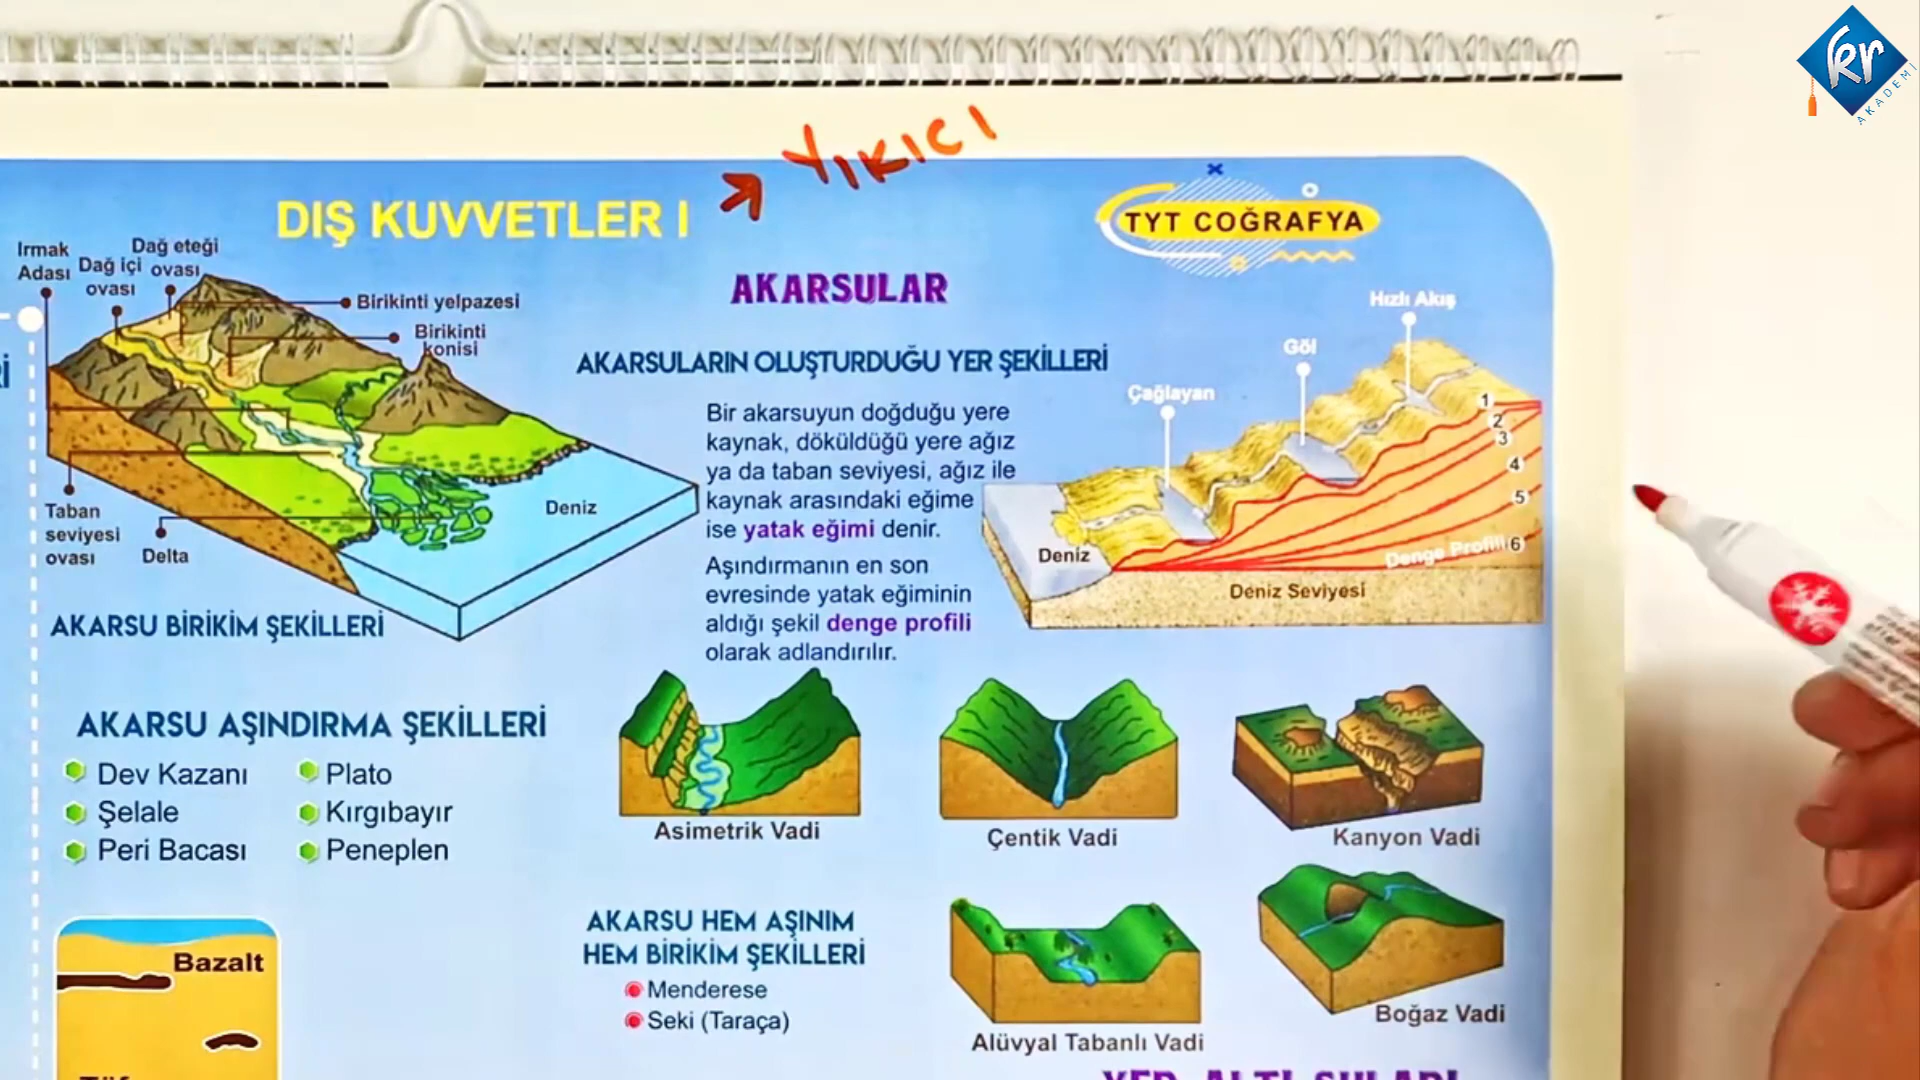 kr
AKADEMİ
YIKICI
DIŞ KUVVETLER I
TYT COĞRAFYA
Irmak
Adası
Dağ içi
ovası
Dağ eteği
ovası
Birikinti yelpazesi
Birikinti
konisi
Deniz
Taban
seviyesi
ovası
Delta
AKARSU BİRİKİM ŞEKİLLERİ
AKARSULAR
AKARSULARIN OLUŞTURDUĞU YER ŞEKİLLERİ
Bir akarsuyun doğduğu yere
kaynak, döküldüğü yere ağız
ya da taban seviyesi, ağız ile
kaynak arasındaki eğime
ise yatak eğimi denir.
Aşındırmanın en son
evresinde yatak eğiminin
aldığı şekil denge profili
olarak adlandırılır.
Hızlı Akış
Göl
Çağlayan
1
2
3
4
5
6
Denge Profili
Deniz
Deniz Seviyesi
AKARSU AŞINDIRMA ŞEKİLLERİ
Dev Kazanı
Şelale
Peri Bacası
Plato
Kırgıbayır
Peneplen
Asimetrik Vadi
Çentik Vadi
Kanyon Vadi
AKARSU HEM AŞINIM
HEM BİRİKİM ŞEKİLLERİ
Menderese
Seki (Taraça)
Alüvyal Tabanlı Vadi
Boğaz Vadi
Bazalt